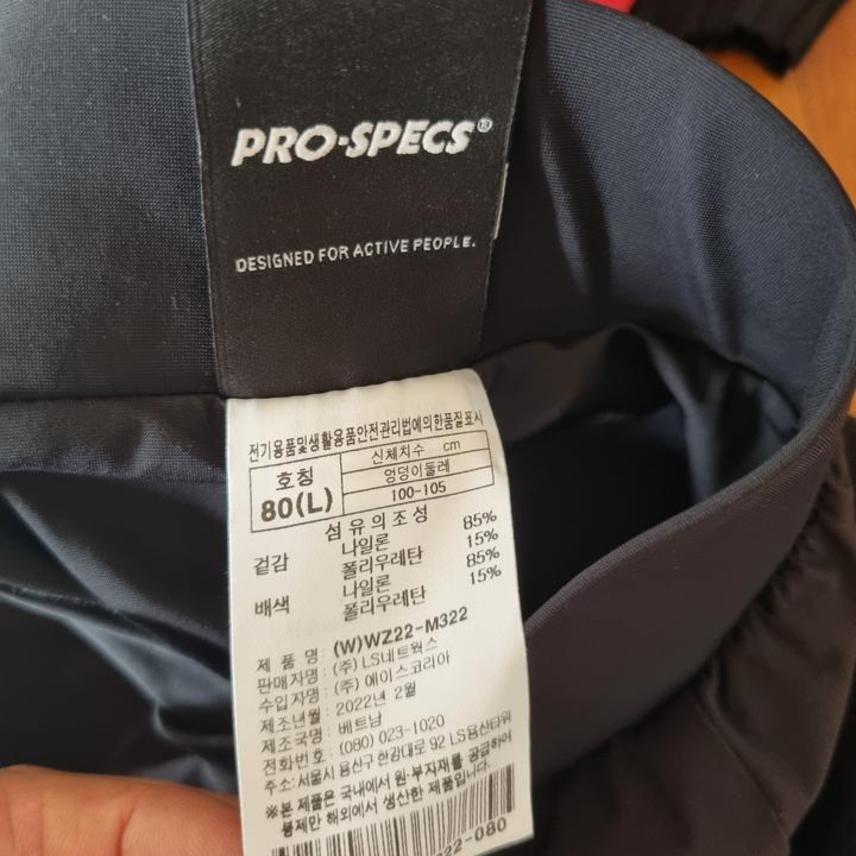 PRO-SPECS®
DESIGNED FOR ACTIVE PEOPLE.
전기용품및생활용품안전관리법에의한품질표시
호칭 신체치수 cm
80(L) 엉덩이둘레
100-105
섬유의조성
겉감 나일론 85%
폴리우레탄 15%
배색 나일론 85%
폴리우레탄 15%
제 품 명 : (W)WZ22-M322
판매자명 : (주) LS네트웍스
수입자명 : (주) 에이스코리아
제조년월 : 2022년 2월
제조국명 : 베트남
전화번호 : (080) 023-1020
주소: 서울시 용산구 한강대로 92 LS용산타워
※본 제품은 국내에서 원·부자재를 공급하여
봉제만 해외에서 생산한 제품입니다.
22-080